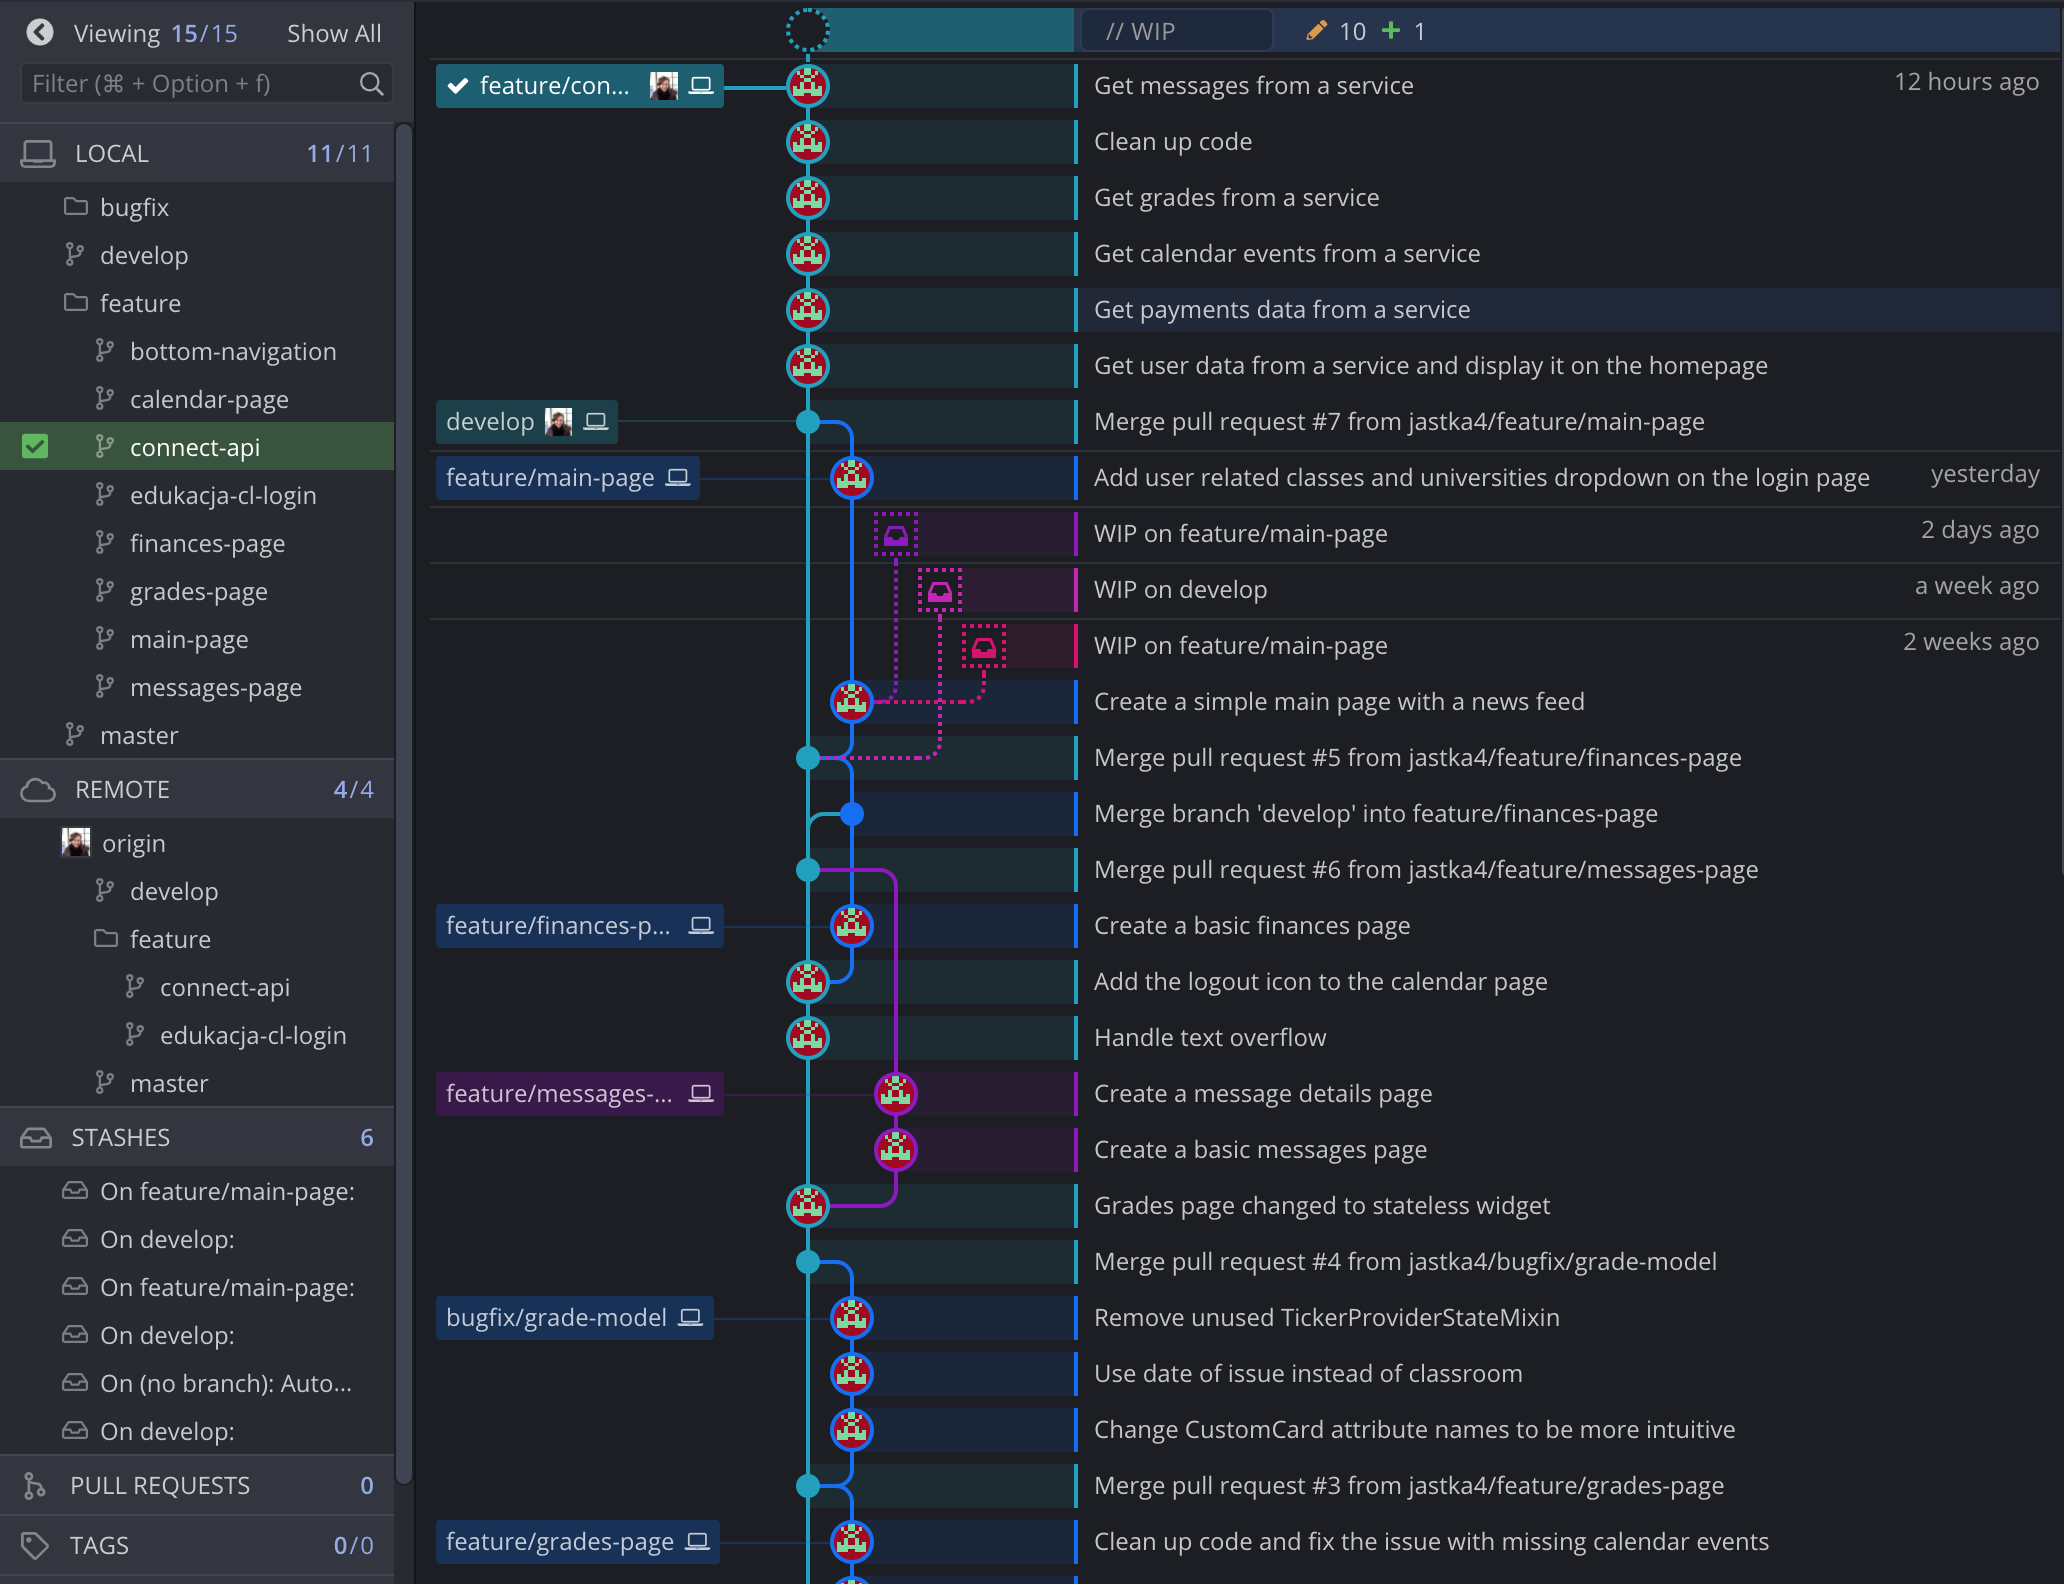 Viewing 15/15 Show All
Filter (⌘ + Option + f)
LOCAL 11/11
bugfix
develop
feature
bottom-navigation
calendar-page
connect-api
edukacja-cl-login
finances-page
grades-page
main-page
messages-page
master
REMOTE 4/4
origin
develop
feature
connect-api
edukacja-cl-login
master
STASHES 6
On feature/main-page:
On develop:
On feature/main-page:
On develop:
On (no branch): Auto...
On develop:
PULL REQUESTS 0
TAGS 0/0
// WIP 10 1
feature/con... Get messages from a service 12 hours ago
Clean up code
Get grades from a service
Get calendar events from a service
Get payments data from a service
Get user data from a service and display it on the homepage
develop Merge pull request #7 from jastka4/feature/main-page
feature/main-page Add user related classes and universities dropdown on the login page yesterday
WIP on feature/main-page 2 days ago
WIP on develop a week ago
WIP on feature/main-page 2 weeks ago
Create a simple main page with a news feed
Merge pull request #5 from jastka4/feature/finances-page
Merge branch 'develop' into feature/finances-page
Merge pull request #6 from jastka4/feature/messages-page
feature/finances-p... Create a basic finances page
Add the logout icon to the calendar page
Handle text overflow
feature/messages-... Create a message details page
Create a basic messages page
Grades page changed to stateless widget
Merge pull request #4 from jastka4/bugfix/grade-model
bugfix/grade-model Remove unused TickerProviderStateMixin
Use date of issue instead of classroom
Change CustomCard attribute names to be more intuitive
Merge pull request #3 from jastka4/feature/grades-page
feature/grades-page Clean up code and fix the issue with missing calendar events